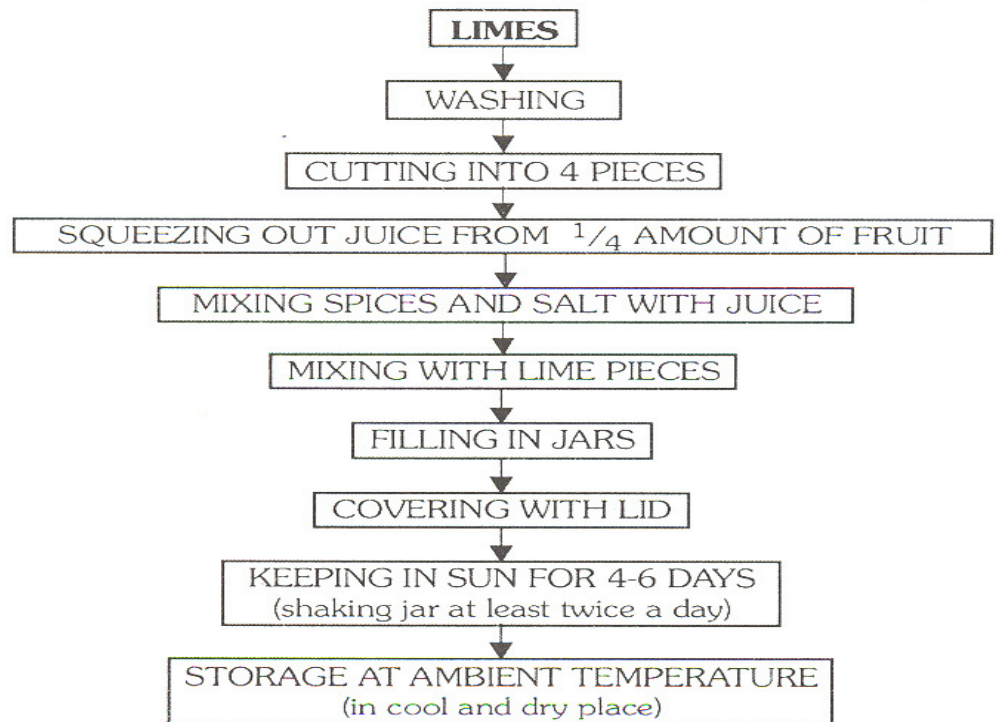 LIMES
WASHING
CUTTING INTO 4 PIECES
SQUEEZING OUT JUICE FROM 1/4 AMOUNT OF FRUIT
MIXING SPICES AND SALT WITH JUICE
MIXING WITH LIME PIECES
FILLING IN JARS
COVERING WITH LID
KEEPING IN SUN FOR 4-6 DAYS
(shaking jar at least twice a day)
STORAGE AT AMBIENT TEMPERATURE
(in cool and dry place)